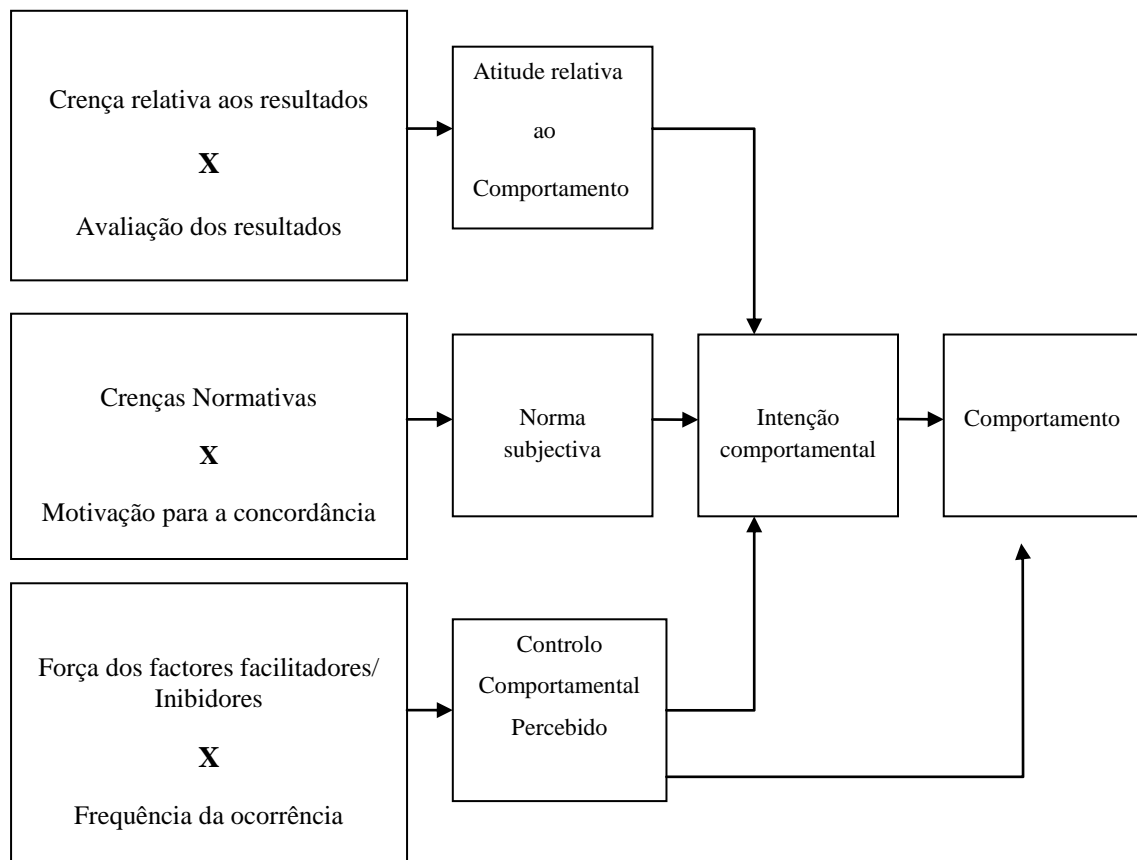 Crença relativa aos resultados
X
Avaliação dos resultados
Atitude relativa
ao
Comportamento
Crenças Normativas
X
Motivação para a concordância
Norma
subjectiva
Intenção
comportamental
Comportamento
Força dos factores facilitadores/
Inibidores
X
Frequência da ocorrência
Controlo
Comportamental
Percebido